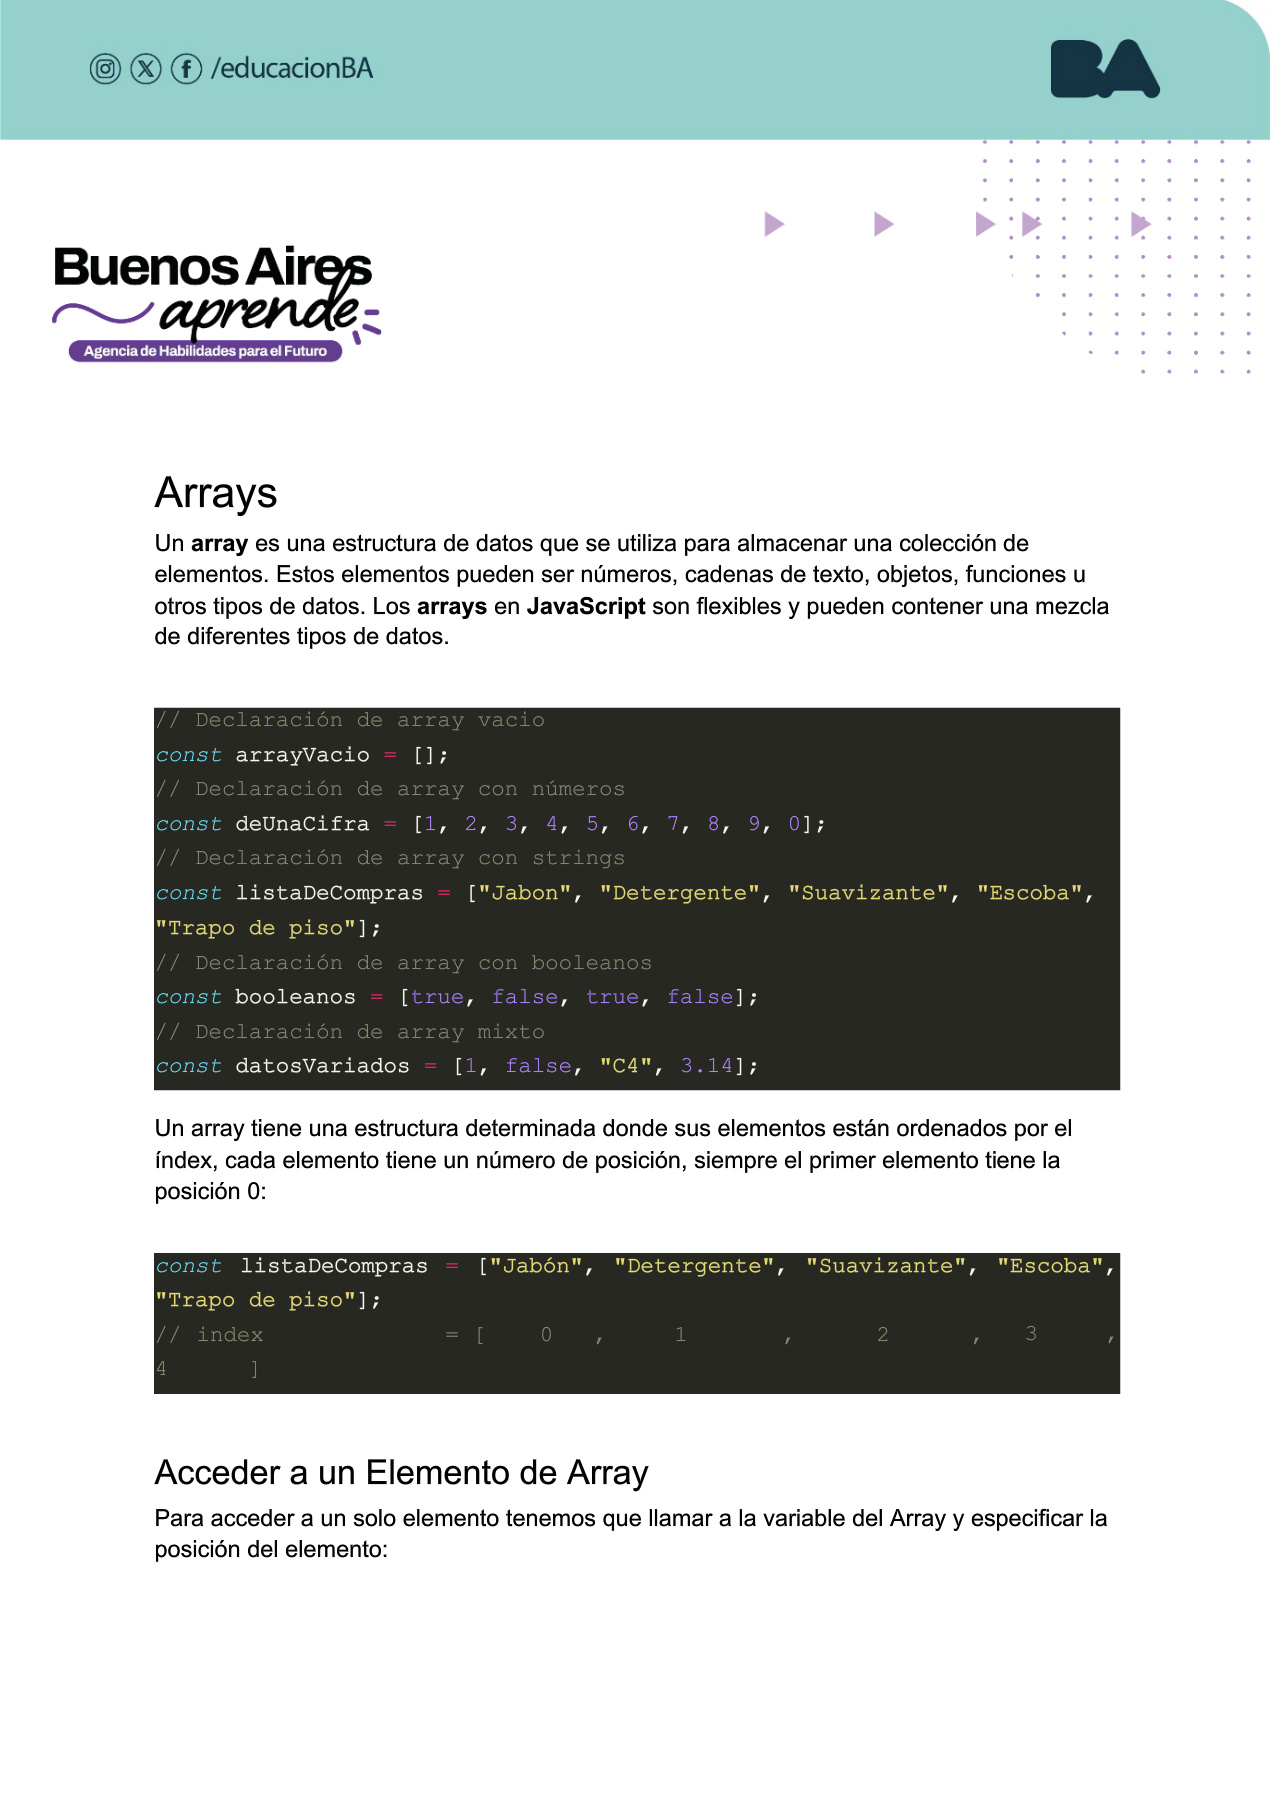 /educacionBA
BA
Buenos Aires
aprende
Agencia de Habilidades para el Futuro
Arrays
Un array es una estructura de datos que se utiliza para almacenar una colección de
elementos. Estos elementos pueden ser números, cadenas de texto, objetos, funciones u
otros tipos de datos. Los arrays en JavaScript son flexibles y pueden contener una mezcla
de diferentes tipos de datos.
// Declaración de array vacio
const arrayVacio = [];
// Declaración de array con números
const deUnaCifra = [1, 2, 3, 4, 5, 6, 7, 8, 9, 0];
// Declaración de array con strings
const listaDeCompras = ["Jabon", "Detergente", "Suavizante", "Escoba",
"Trapo de piso"];
// Declaración de array con booleanos
const booleanos = [true, false, true, false];
// Declaración de array mixto
const datosVariados = [1, false, "C4", 3.14];
Un array tiene una estructura determinada donde sus elementos están ordenados por el
índex, cada elemento tiene un número de posición, siempre el primer elemento tiene la
posición 0:
const listaDeCompras = ["Jabón", "Detergente", "Suavizante", "Escoba",
"Trapo de piso"];
// index = [ 0 , 1 , 2 , 3 ,
4 ]
Acceder a un Elemento de Array
Para acceder a un solo elemento tenemos que llamar a la variable del Array y especificar la
posición del elemento: